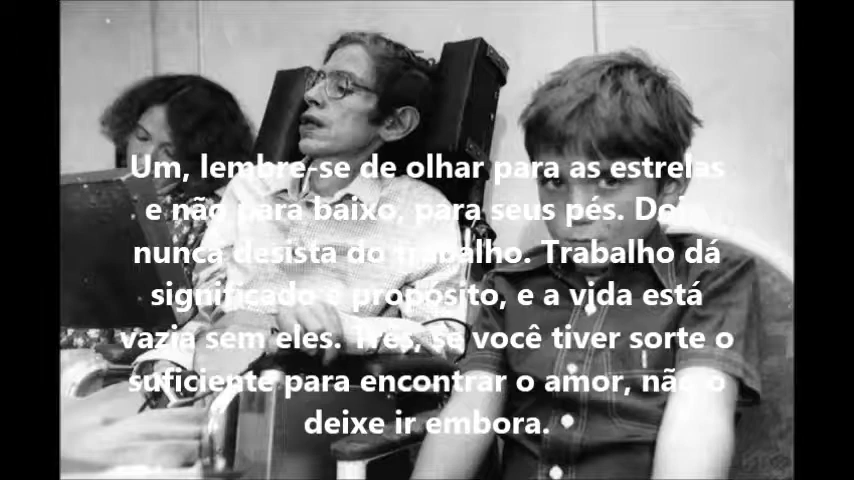 Um, lembre-se de olhar para as estrelas
e não para baixo, para seus pés. Dois,
nunca desista do trabalho. Trabalho dá
significado e propósito, e a vida está
vazia sem eles. Três, se você tiver sorte o
suficiente para encontrar o amor, não o
deixe ir embora.